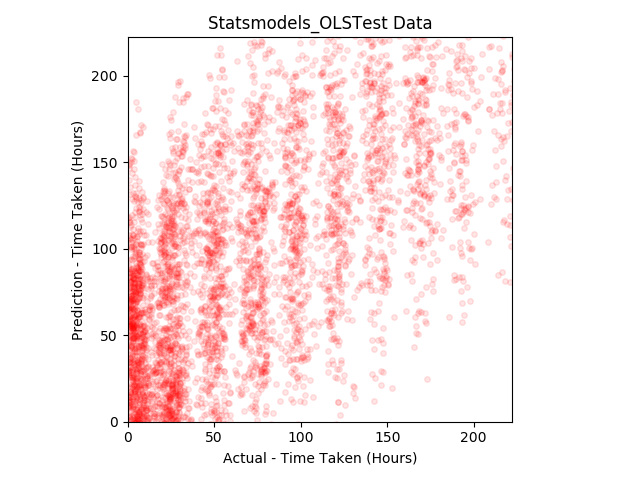 Statsmodels_OLSTest Data
Prediction - Time Taken (Hours)
200
150
100
50
0
0 50 100 150 200
Actual - Time Taken (Hours)